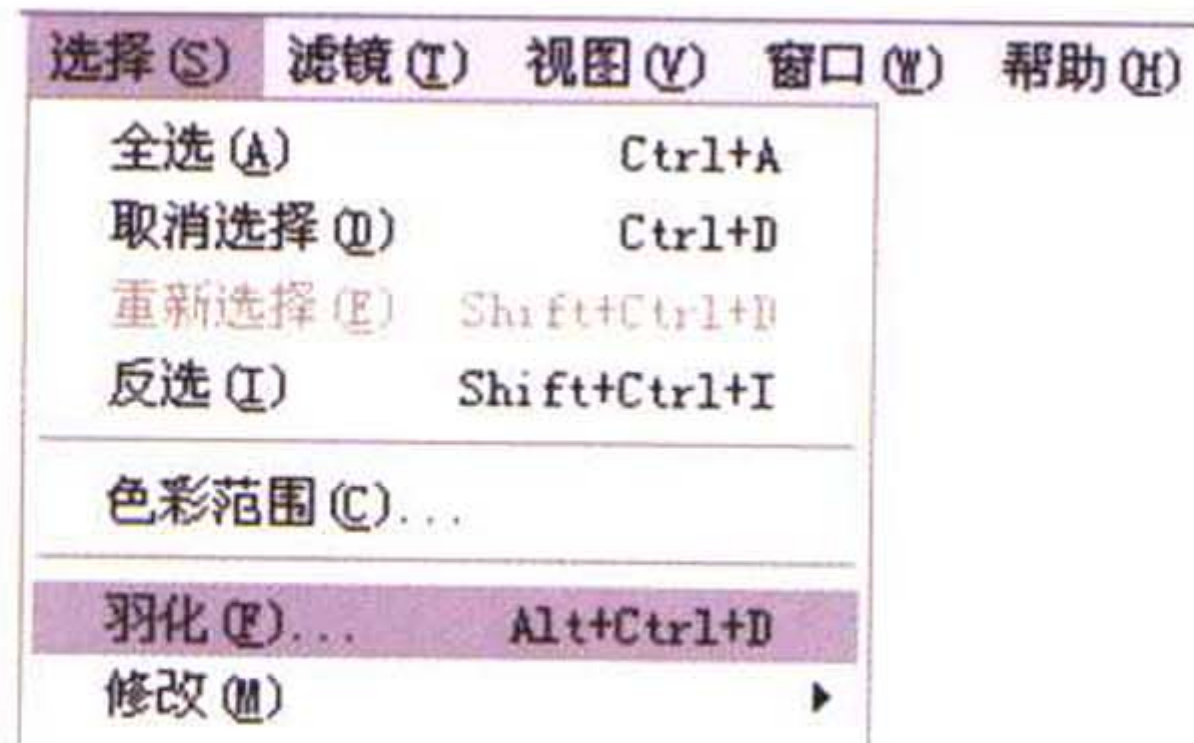 选择(S) 滤镜(T) 视图(V) 窗口(W) 帮助(H)
全选(A) Ctrl+A
取消选择(D) Ctrl+D
重新选择(E) Shift+Ctrl+D
反选(I) Shift+Ctrl+I
色彩范围(C)...
羽化(F)... Alt+Ctrl+D
修改(M)